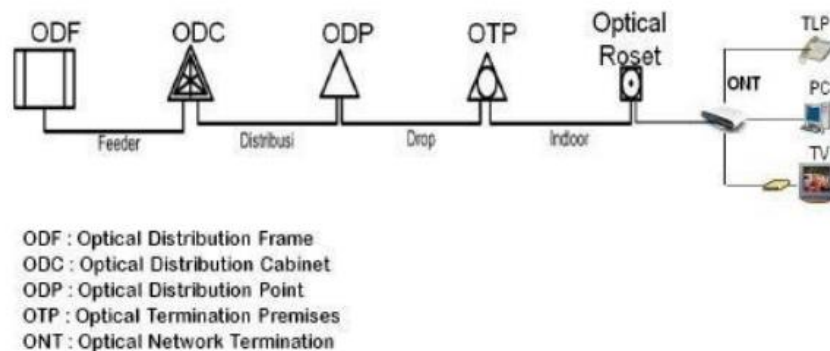 ODF
ODC
ODP
OTP
Optical
Roset
TLP
ONT
PC
TV
Feeder
Distribusi
Drop
Indoor
ODF : Optical Distribution Frame
ODC : Optical Distribution Cabinet
ODP : Optical Distribution Point
OTP : Optical Termination Premises
ONT : Optical Network Termination